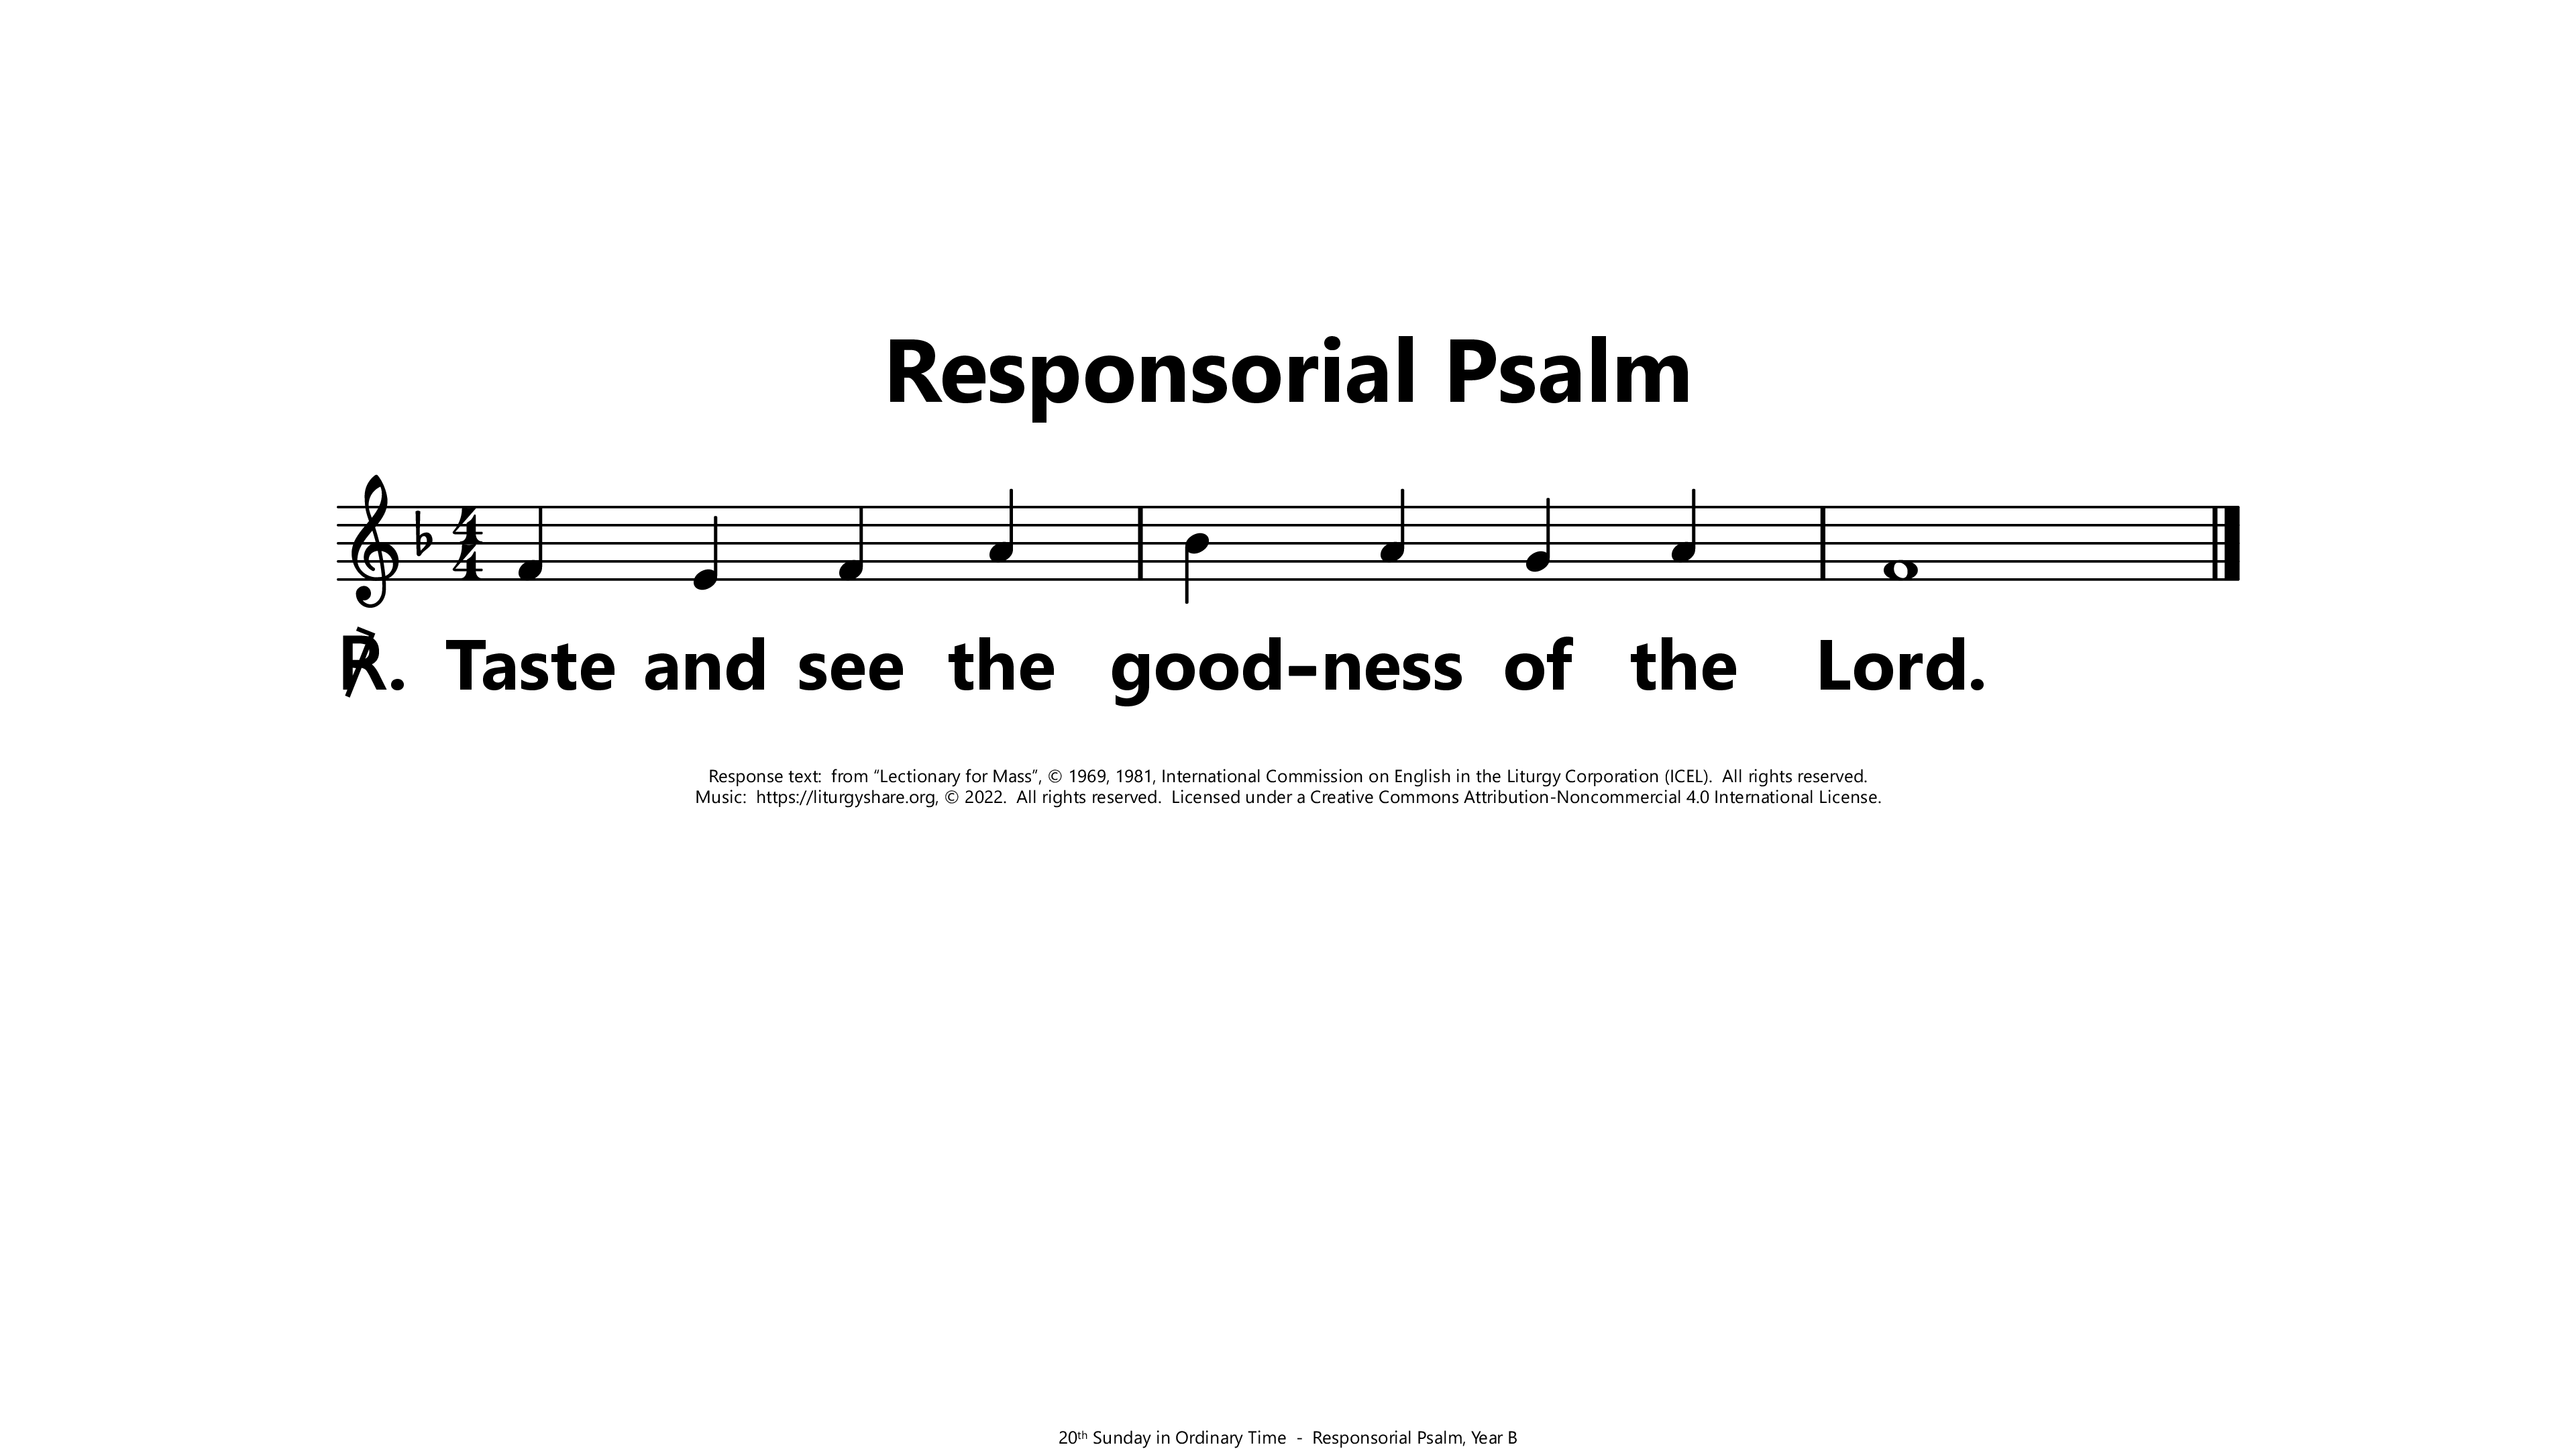 Responsorial Psalm
4
4
℟. Taste and see the good-ness of the Lord.
Response text:  from “Lectionary for Mass”, © 1969, 1981, International Commission on English in the Liturgy Corporation (ICEL).  All rights reserved.
Music:  https://liturgyshare.org, © 2022.  All rights reserved.  Licensed under a Creative Commons Attribution-Noncommercial 4.0 International License.
20th Sunday in Ordinary Time  -  Responsorial Psalm, Year B